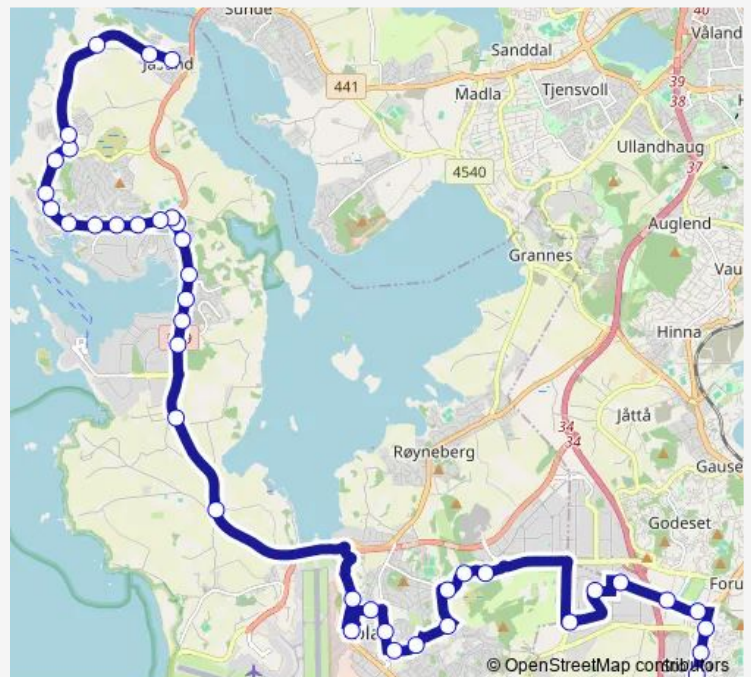 Sunde
40
Våland
Sanddal
39
38
Jåsund
441
Madla
Tjensvoll
Ullandhaug
37
4540
Auglend
Grannes
Vau
Hinna
Jåttå
34
34
Røyneberg
Gause
Godeset
Foru
© OpenStreetMap contributors